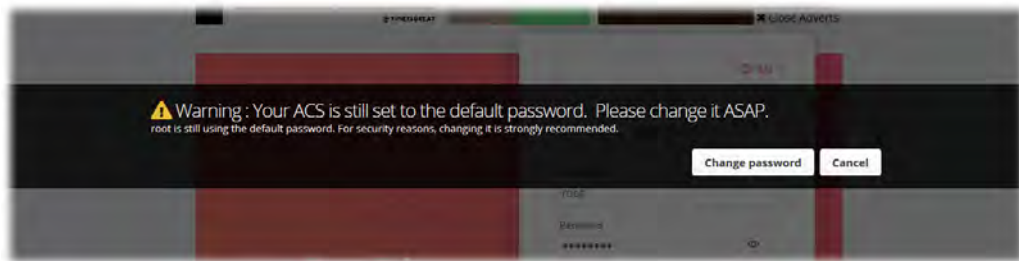 ✖ Close Adverts
Warning : Your ACS is still set to the default password. Please change it ASAP.
root is still using the default password. For security reasons, changing it is strongly recommended.
Change password Cancel
root
Password